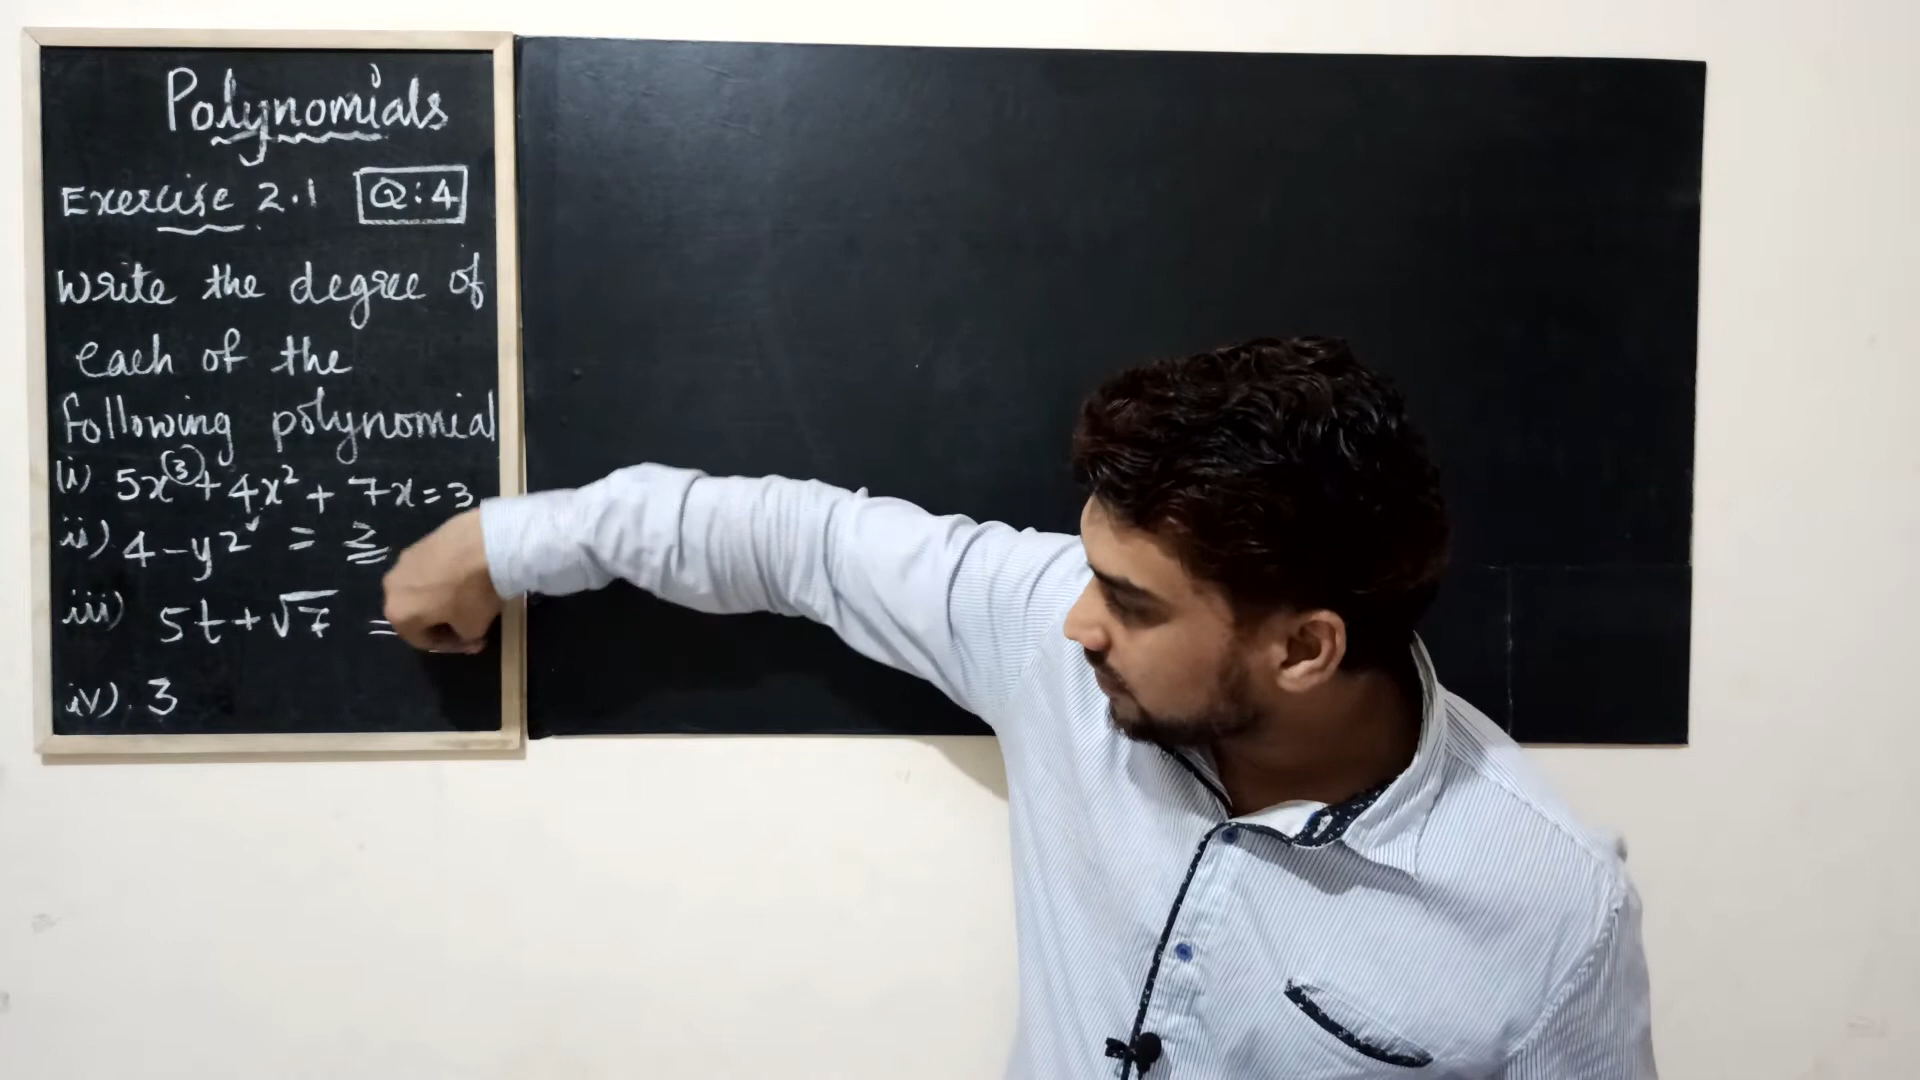 Polynomials
Exercise 2.1 Q:4
Write the degree of
each of the
following polynomial
(i) 5x³ + 4x² + 7x = 3
ii) 4 - y² = 2
iii) 5t + √7 =
iv). 3